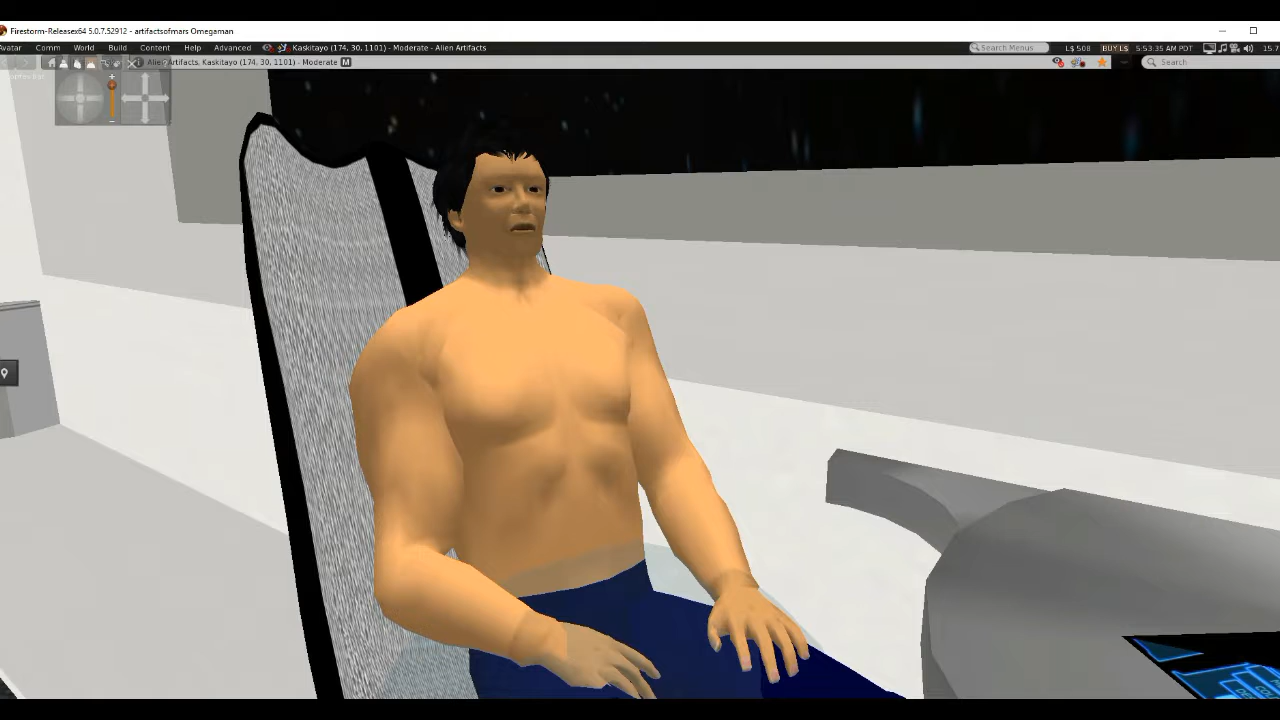 Firestorm-Releasex64 5.0.7.52912 - artifactsofmars Omegaman
Avatar Comm World Build Content Help Advanced Kaskitayo (174, 30, 1101) - Moderate - Alien Artifacts Search Menus L$ 508 BUY L$ 5:53:35 AM PDT 15.7
Artifacts, Kaskitayo (174, 30, 1101) - Moderate M Search